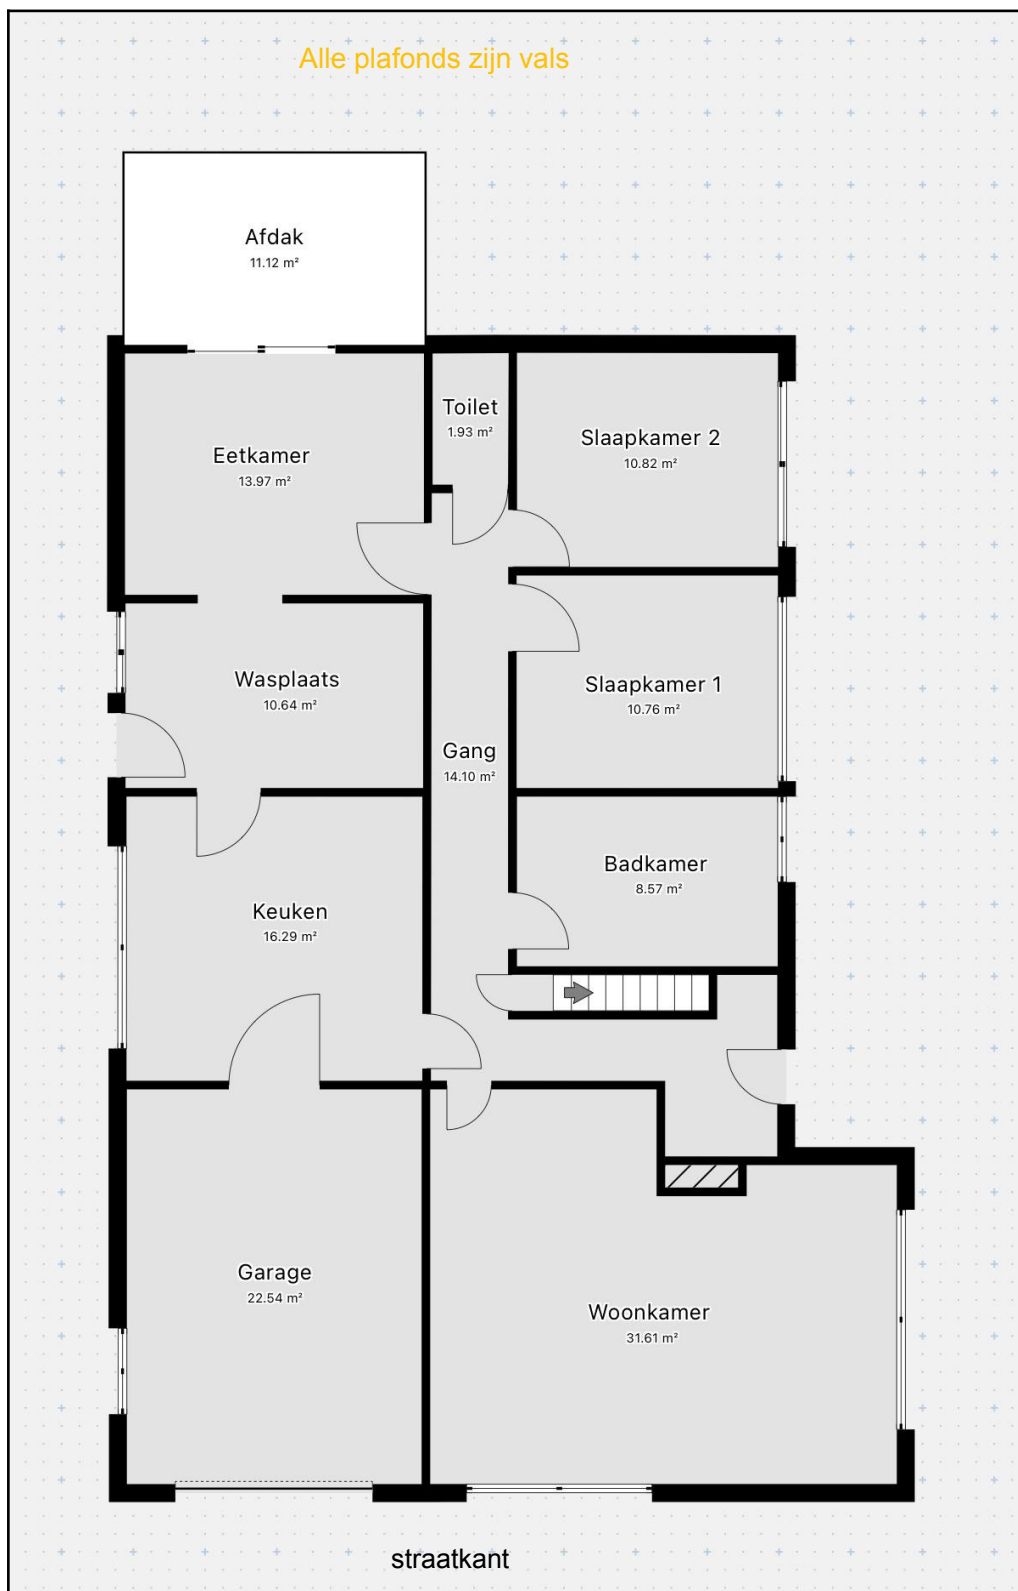 Alle plafonds zijn vals
Afdak
11.12 m²
Toilet
1.93 m²
Slaapkamer 2
10.82 m²
Eetkamer
13.97 m²
Wasplaats
10.64 m²
Slaapkamer 1
10.76 m²
Gang
14.10 m²
Badkamer
8.57 m²
Keuken
16.29 m²
Garage
22.54 m²
Woonkamer
31.61 m²
straatkant